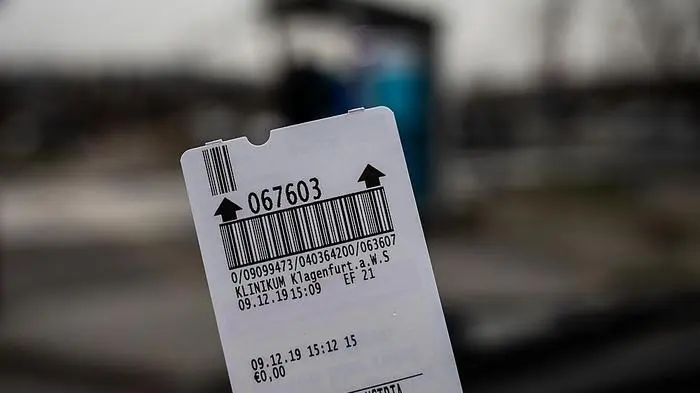 067603
0/09099473/040364200/063607
KLINIKUM Klagenfurt.a.W.S
09.12.19 15:09 EF 21
09.12.19 15:12 15
€0,00